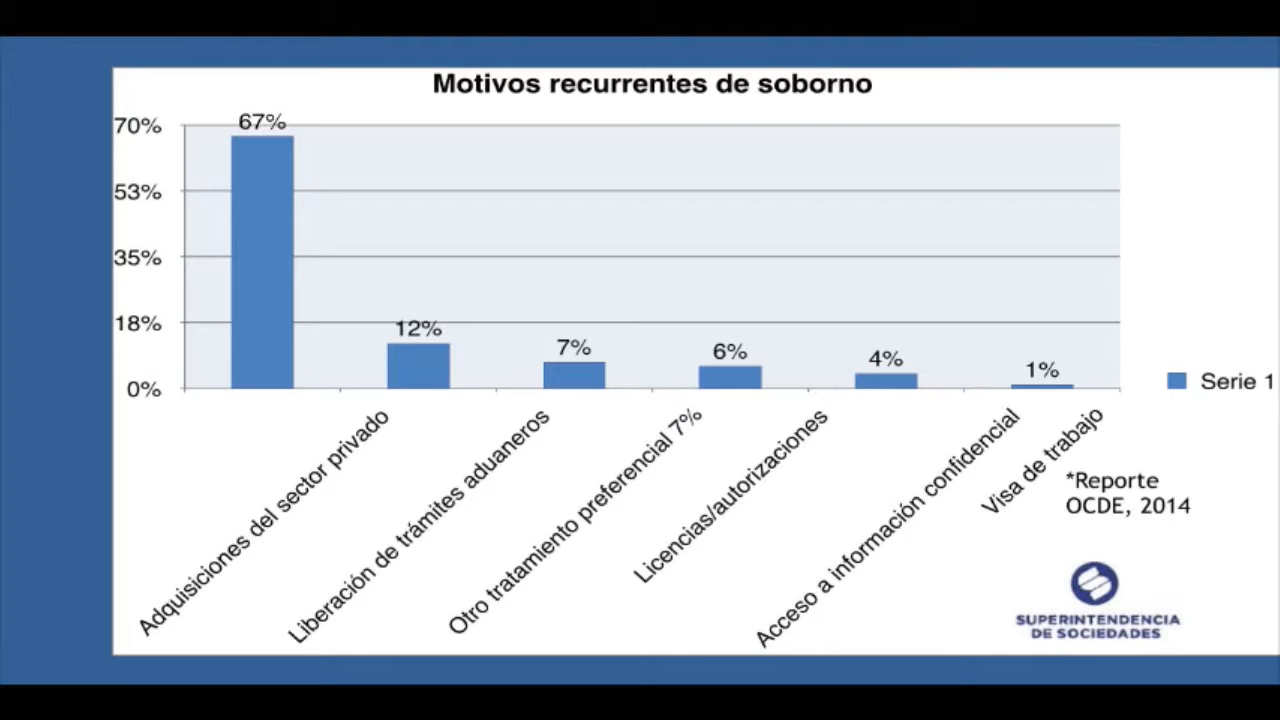 Motivos recurrentes de soborno
70%
53%
35%
18%
0%
67%
12%
7%
6%
4%
1%
Adquisiciones del sector privado
Liberación de trámites aduaneros
Otro tratamiento preferencial 7%
Licencias/autorizaciones
Acceso a información confidencial
Visa de trabajo
Serie 1
*Reporte
OCDE, 2014
SUPERINTENDENCIA
DE SOCIEDADES